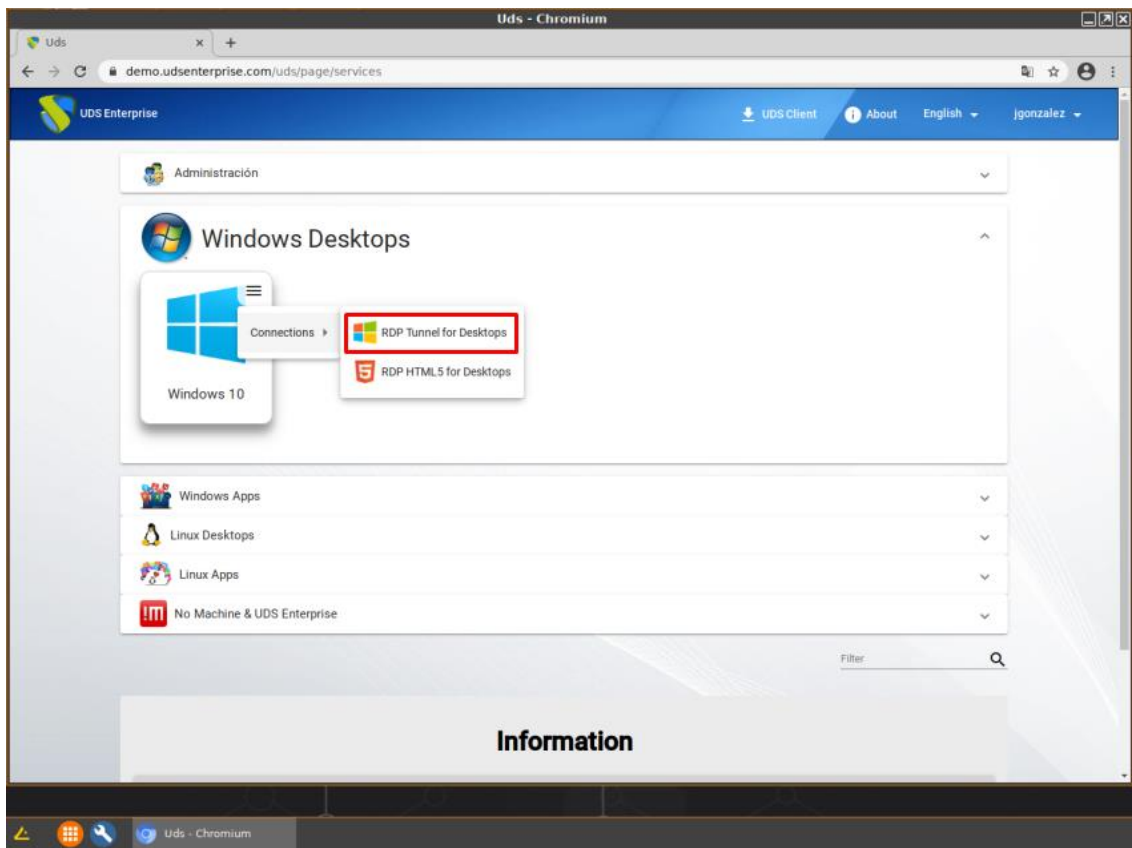 Uds - Chromium
Uds
demo.udsenterprise.com/uds/page/services
UDS Enterprise
UDS Client
About
English
jgonzalez
Administración
Windows Desktops
Connections
RDP Tunnel for Desktops
RDP HTML5 for Desktops
Windows 10
Windows Apps
Linux Desktops
Linux Apps
!m No Machine & UDS Enterprise
Filter
Information
Uds - Chromium